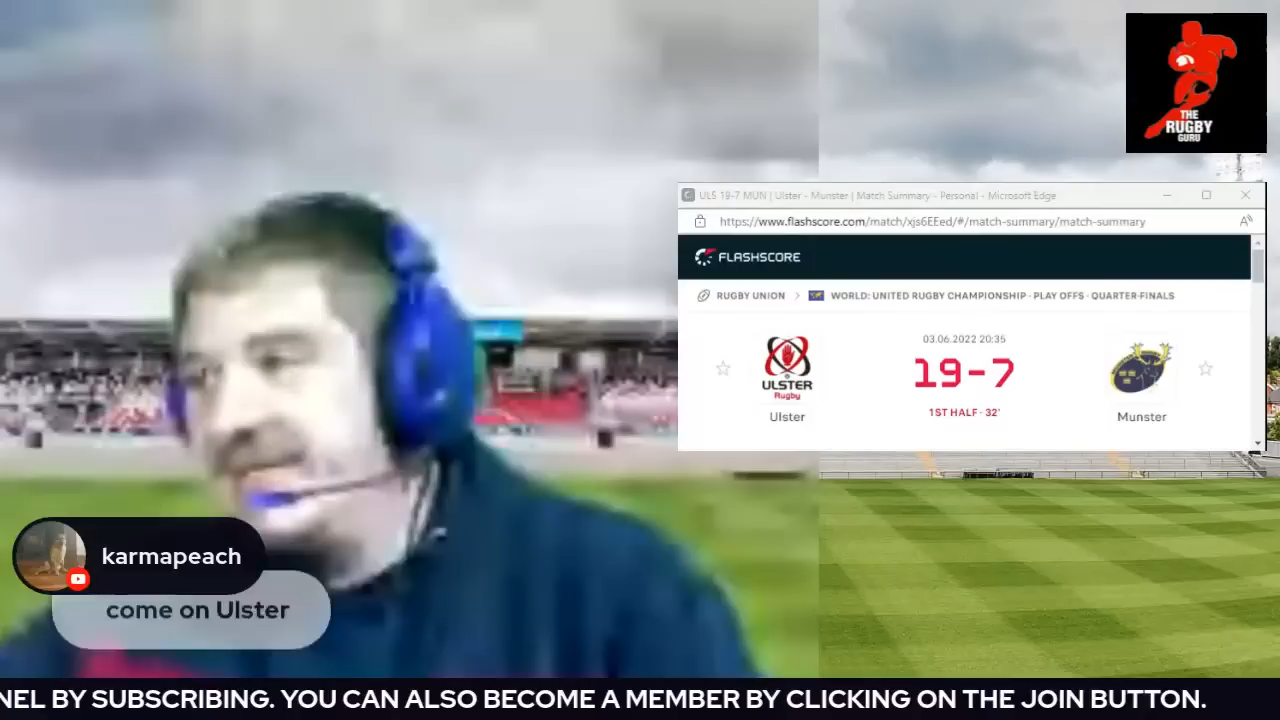 THE
RUGBY
GURU
ULS 19-7 MUN | Ulster - Munster | Match Summary - Personal - Microsoft Edge
https://www.flashscore.com/match/xjs6EEed/#/match-summary/match-summary
FLASHSCORE
RUGBY UNION > WORLD: UNITED RUGBY CHAMPIONSHIP - PLAY OFFS - QUARTER-FINALS
03.06.2022 20:35
19-7
1ST HALF - 32'
ULSTER
Rugby
Ulster
Munster
karmapeach
come on Ulster
NEL BY SUBSCRIBING. YOU CAN ALSO BECOME A MEMBER BY CLICKING ON THE JOIN BUTTON.